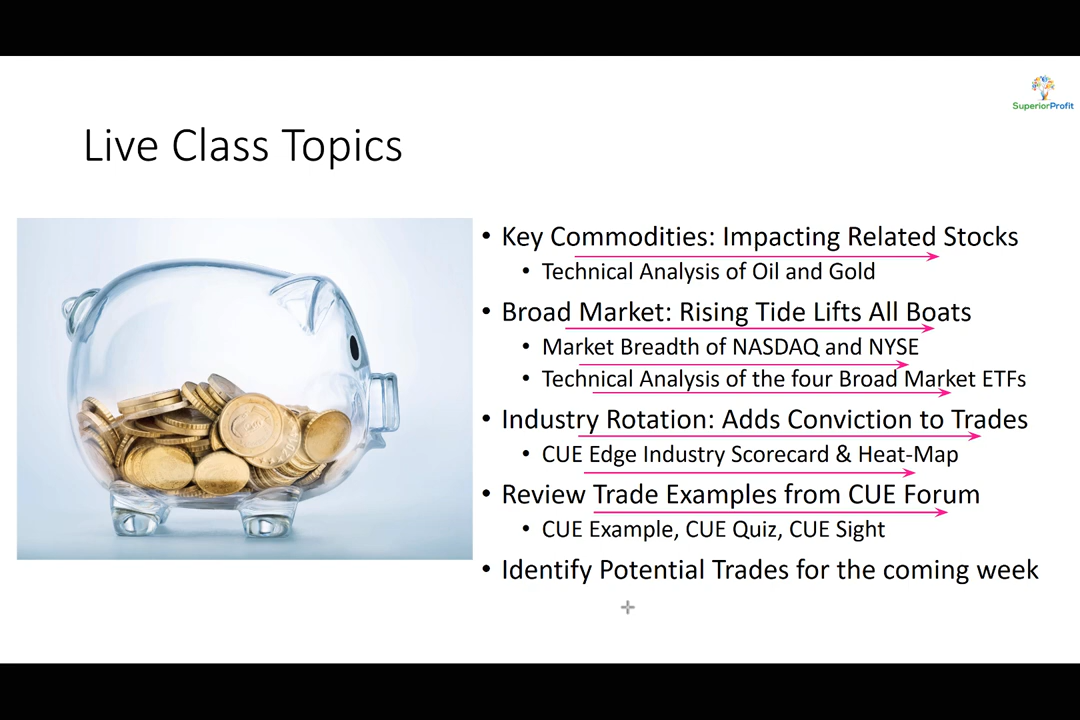 SuperiorProfit
Live Class Topics
• Key Commodities: Impacting Related Stocks
• Technical Analysis of Oil and Gold
• Broad Market: Rising Tide Lifts All Boats
• Market Breadth of NASDAQ and NYSE
• Technical Analysis of the four Broad Market ETFs
• Industry Rotation: Adds Conviction to Trades
• CUE Edge Industry Scorecard & Heat-Map
• Review Trade Examples from CUE Forum
• CUE Example, CUE Quiz, CUE Sight
• Identify Potential Trades for the coming week